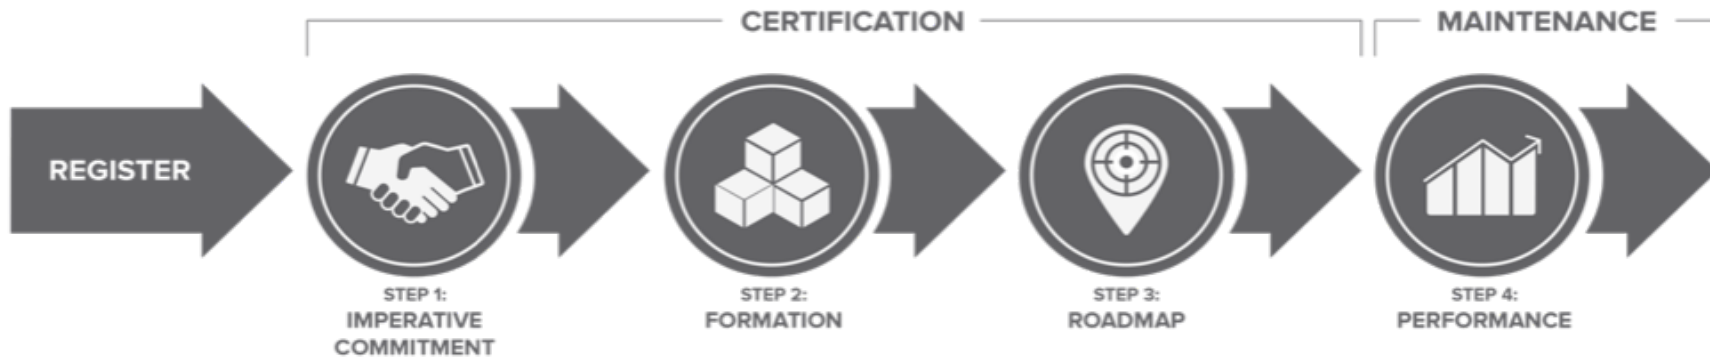 CERTIFICATION
MAINTENANCE
REGISTER
STEP 1:
IMPERATIVE
COMMITMENT
STEP 2:
FORMATION
STEP 3:
ROADMAP
STEP 4:
PERFORMANCE